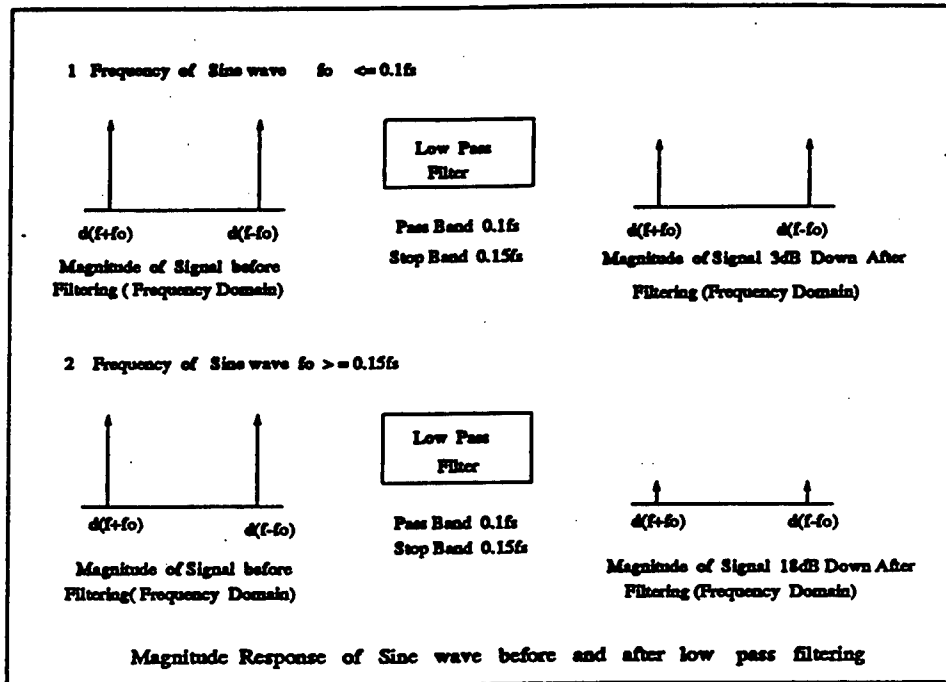 1 Frequency of Sine wave fo <=0.1fs
Low Pass
Filter
d(f+fo) d(f-fo)
Pass Band 0.1fs
Stop Band 0.15fs
d(f+fo) d(f-fo)
Magnitude of Signal before
Filtering ( Frequency Domain)
Magnitude of Signal 3dB Down After
Filtering (Frequency Domain)
2 Frequency of Sine wave fo >=0.15fs
Low Pass
Filter
d(f+fo) d(f-fo)
Pass Band 0.1fs
Stop Band 0.15fs
d(f+fo) d(f-fo)
Magnitude of Signal before
Filtering( Frequency Domain)
Magnitude of Signal 18dB Down After
Filtering (Frequency Domain)
Magnitude Response of Sine wave before and after low pass filtering